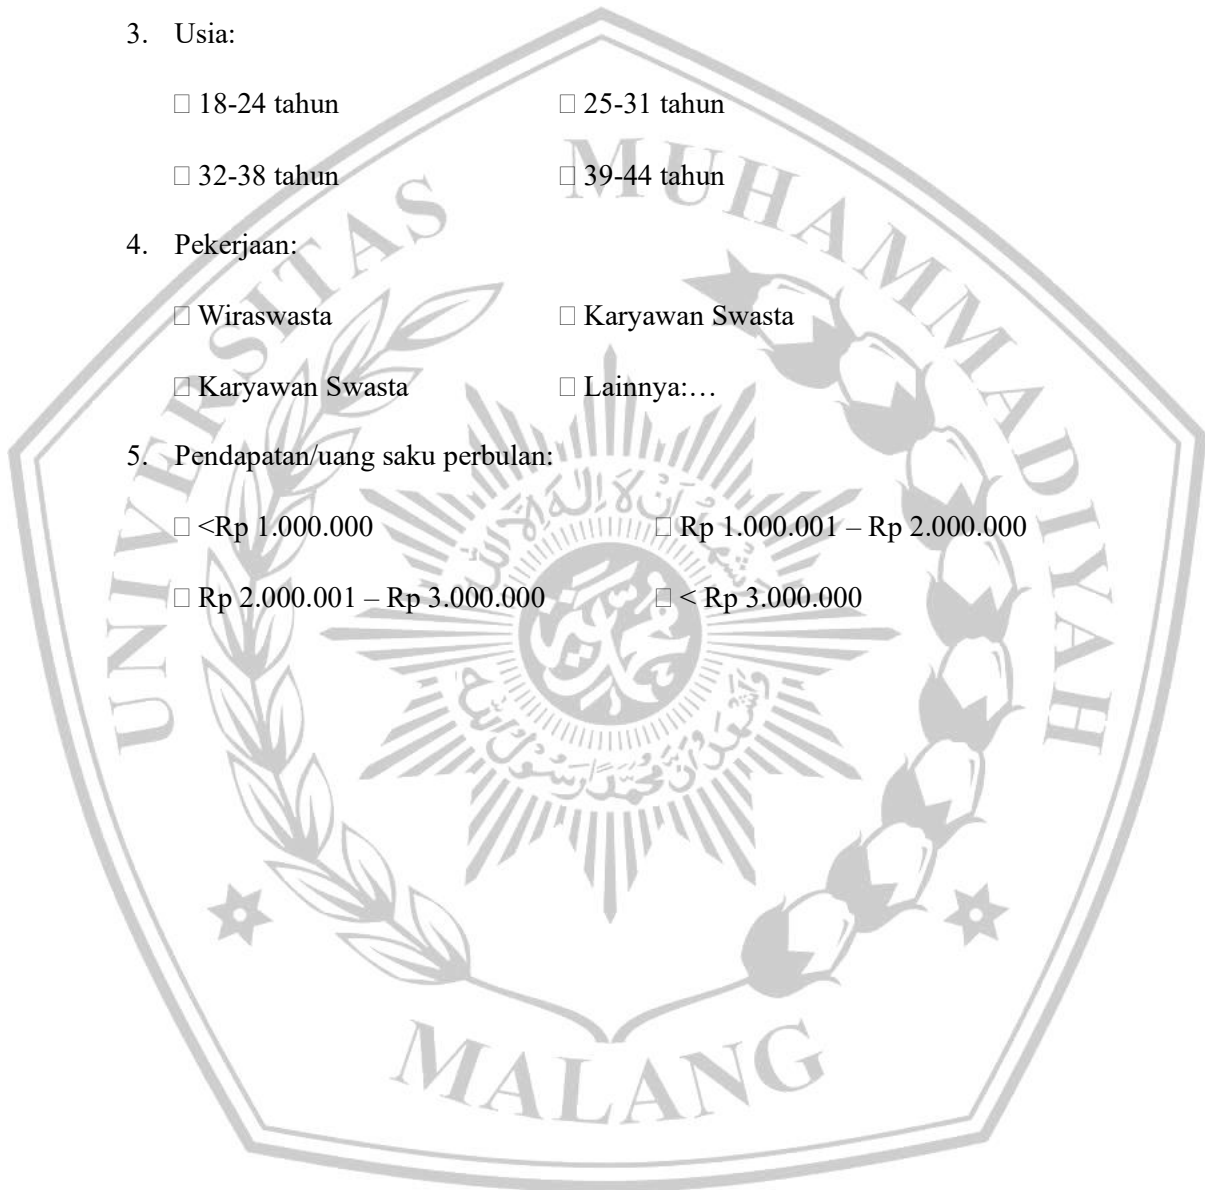 3. Usia:
□ 18-24 tahun □ 25-31 tahun
□ 32-38 tahun □ 39-44 tahun
4. Pekerjaan:
□ Wiraswasta □ Karyawan Swasta
□ Karyawan Swasta □ Lainnya:…
5. Pendapatan/uang saku perbulan:
□ <Rp 1.000.000 □ Rp 1.000.001 – Rp 2.000.000
□ Rp 2.000.001 – Rp 3.000.000 □ < Rp 3.000.000
UNIVERSITAS MUHAMMADIYAH
MALANG